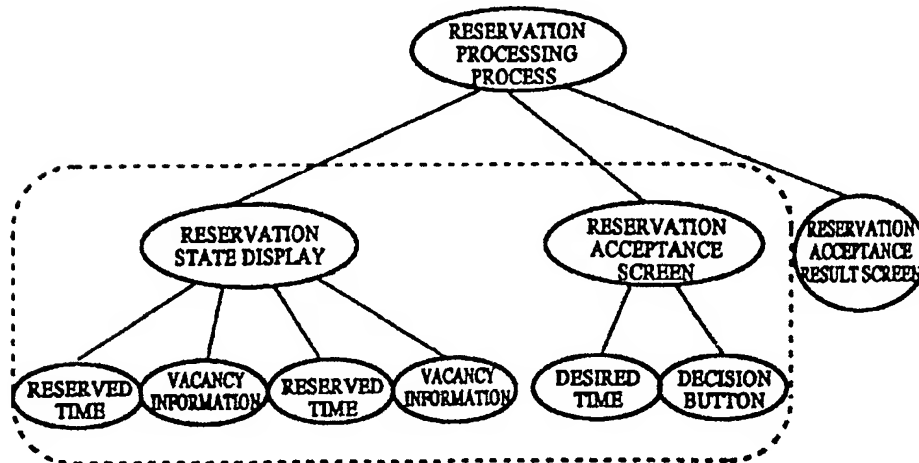 RESERVATION
PROCESSING
PROCESS
RESERVATION
STATE DISPLAY
RESERVATION
ACCEPTANCE
SCREEN
RESERVATION
ACCEPTANCE
RESULT SCREEN
RESERVED
TIME
VACANCY
INFORMATION
RESERVED
TIME
VACANCY
INFORMATION
DESIRED
TIME
DECISION
BUTTON